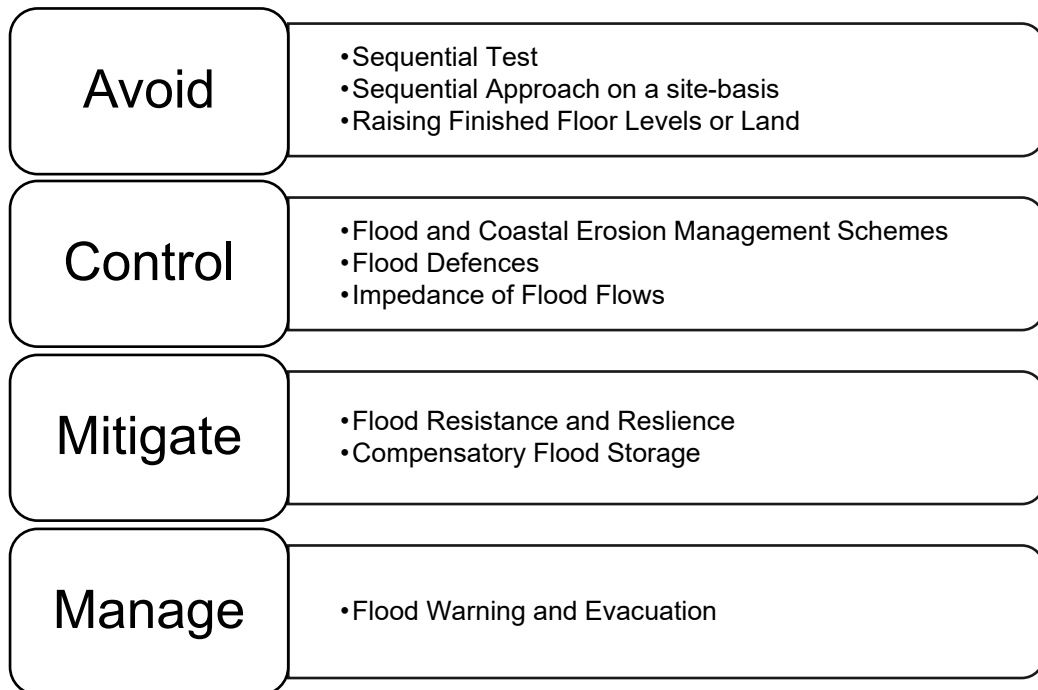 Avoid
•Sequential Test
•Sequential Approach on a site-basis
•Raising Finished Floor Levels or Land
Control
•Flood and Coastal Erosion Management Schemes
•Flood Defences
•Impedance of Flood Flows
Mitigate
•Flood Resistance and Reslience
•Compensatory Flood Storage
Manage
•Flood Warning and Evacuation